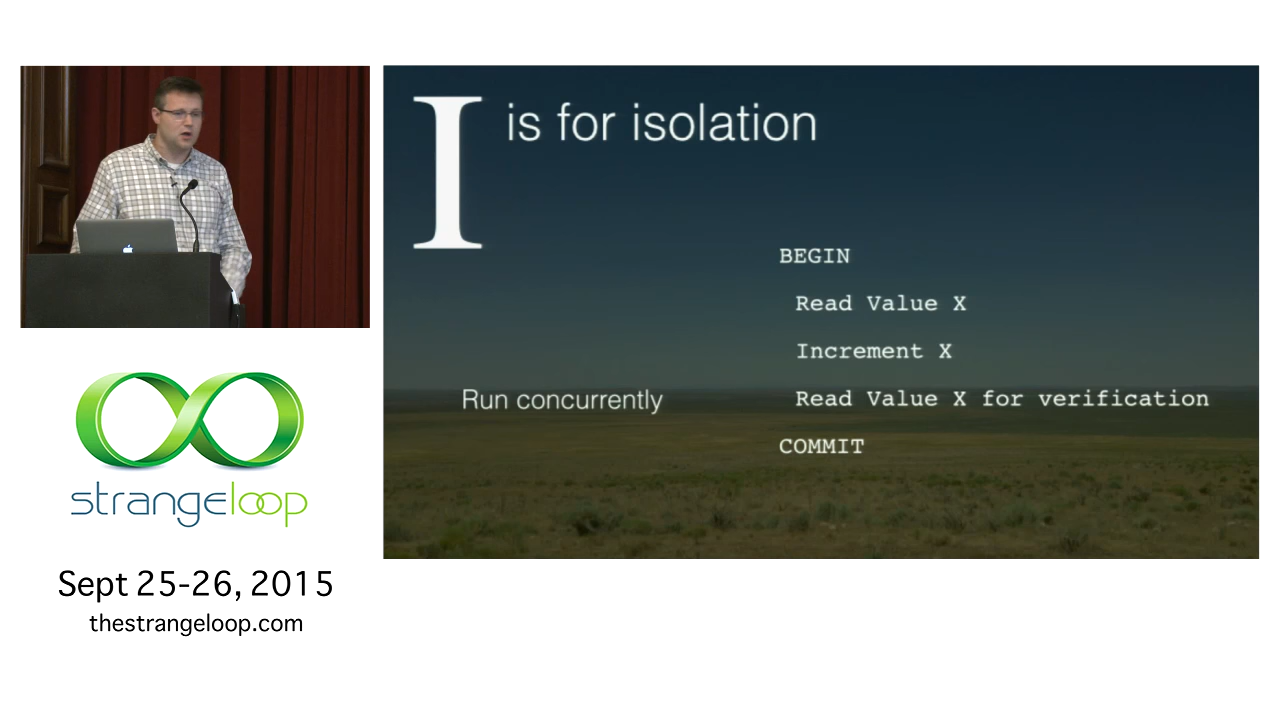 I is for isolation
BEGIN
Read Value X
Increment X
Run concurrently
Read Value X for verification
COMMIT
strangeloop
Sept 25-26, 2015
thestrangeloop.com